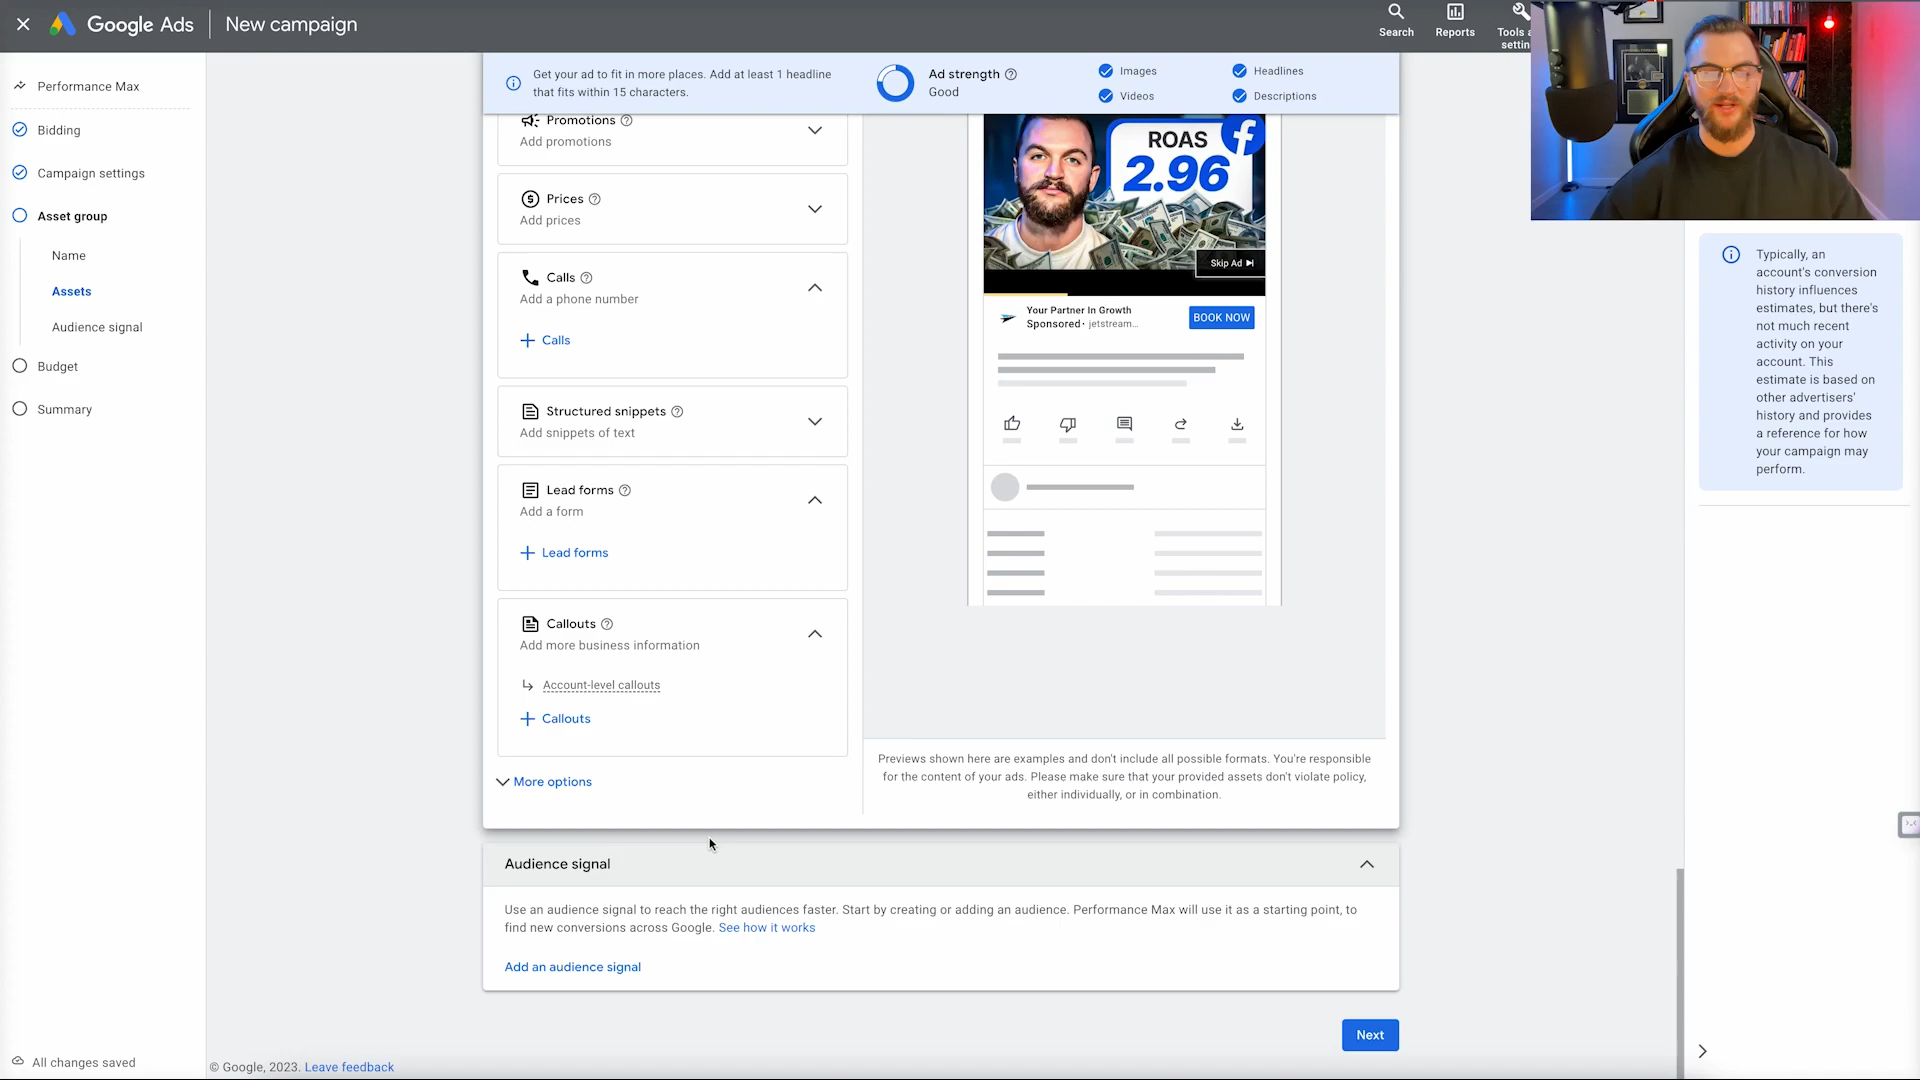 Google Ads
New campaign
Search
Reports
Tools a
settin
Performance Max
Bidding
Campaign settings
Asset group
Name
Assets
Audience signal
Budget
Summary
All changes saved
Get your ad to fit in more places. Add at least 1 headline
that fits within 15 characters.
Ad strength
Good
Images
Videos
Headlines
Descriptions
Promotions
Add promotions
Prices
Add prices
Calls
Add a phone number
Calls
Structured snippets
Add snippets of text
Lead forms
Add a form
Lead forms
Callouts
Add more business information
Account-level callouts
Callouts
More options
ROAS
2.96
Skip Ad
Your Partner In Growth
Sponsored · jetstream...
BOOK NOW
Previews shown here are examples and don't include all possible formats. You're responsible
for the content of your ads. Please make sure that your provided assets don't violate policy,
either individually, or in combination.
Audience signal
Use an audience signal to reach the right audiences faster. Start by creating or adding an audience. Performance Max will use it as a starting point, to
find new conversions across Google. See how it works
Add an audience signal
Next
© Google, 2023. Leave feedback
Typically, an
account's conversion
history influences
estimates, but there's
not much recent
activity on your
account. This
estimate is based on
other advertisers'
history and provides
a reference for how
your campaign may
perform.